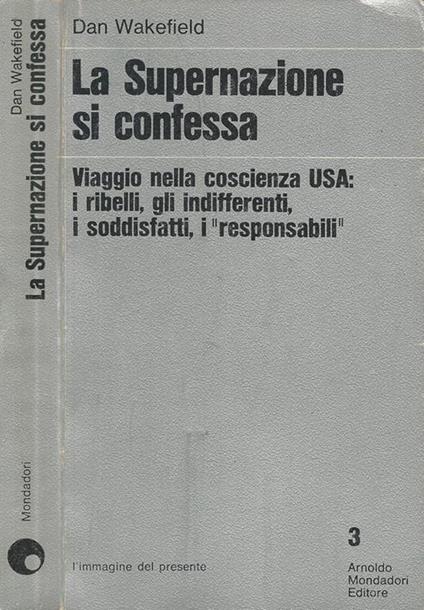 Dan Wakefield
La Supernazione si confessa
Mondadori
Dan Wakefield
La Supernazione
si confessa
Viaggio nella coscienza USA:
i ribelli, gli indifferenti,
i soddisfatti, i "responsabili"
3
l'immagine del presente
Arnoldo
Mondadori
Editore